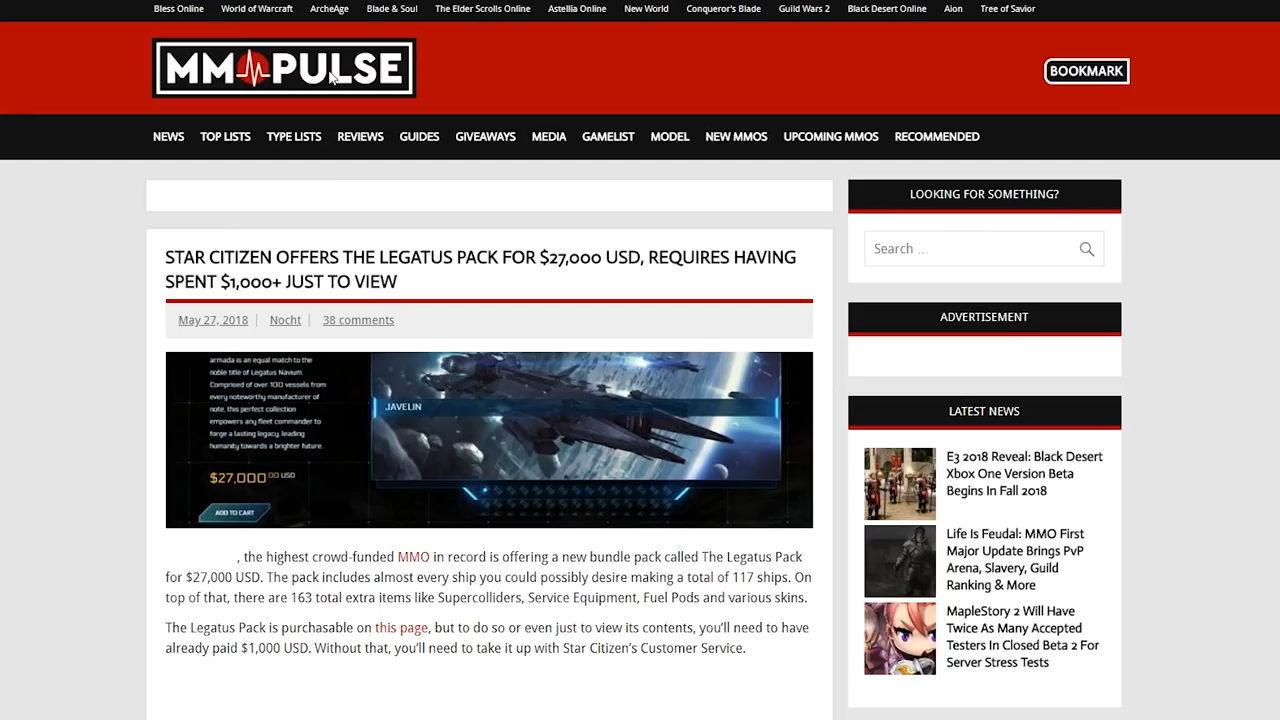 Bless Online World of Warcraft ArcheAge Blade & Soul The Elder Scrolls Online Astellia Online New World Conqueror's Blade Guild Wars 2 Black Desert Online Aion Tree of Savior
MMOPULSE
BOOKMARK
NEWS TOP LISTS TYPE LISTS REVIEWS GUIDES GIVEAWAYS MEDIA GAMELIST MODEL NEW MMOS UPCOMING MMOS RECOMMENDED
STAR CITIZEN OFFERS THE LEGATUS PACK FOR $27,000 USD, REQUIRES HAVING
SPENT $1,000+ JUST TO VIEW
May 27, 2018 Nocht 38 comments
armada is an equal match to the
noble title of Legatus Navium.
Comprised of over 100 vessels from
every noteworthy manufacturer of
note, this perfect collection
empowers any fleet commander to
forge a lasting legacy, leading
humanity towards a brighter future.
$27,000.00 USD
ADD TO CART
JAVELIN
, the highest crowd-funded MMO in record is offering a new bundle pack called The Legatus Pack
for $27,000 USD. The pack includes almost every ship you could possibly desire making a total of 117 ships. On
top of that, there are 163 total extra items like Supercolliders, Service Equipment, Fuel Pods and various skins.
The Legatus Pack is purchasable on this page, but to do so or even just to view its contents, you'll need to have
already paid $1,000 USD. Without that, you'll need to take it up with Star Citizen's Customer Service.
LOOKING FOR SOMETHING?
Search …
ADVERTISEMENT
LATEST NEWS
E3 2018 Reveal: Black Desert
Xbox One Version Beta
Begins In Fall 2018
Life Is Feudal: MMO First
Major Update Brings PvP
Arena, Slavery, Guild
Ranking & More
MapleStory 2 Will Have
Twice As Many Accepted
Testers In Closed Beta 2 For
Server Stress Tests